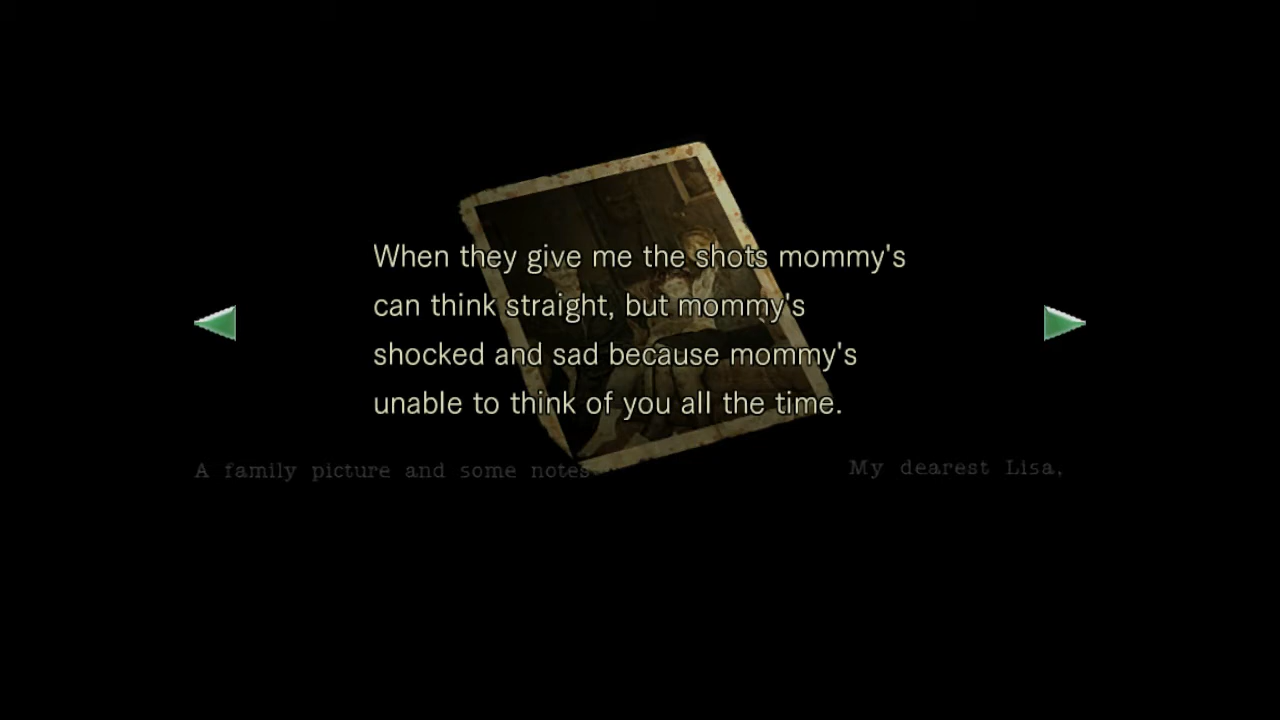 When they give me the shots mommy's
can think straight, but mommy's
shocked and sad because mommy's
unable to think of you all the time.
A family picture and some notes
My dearest Lisa,